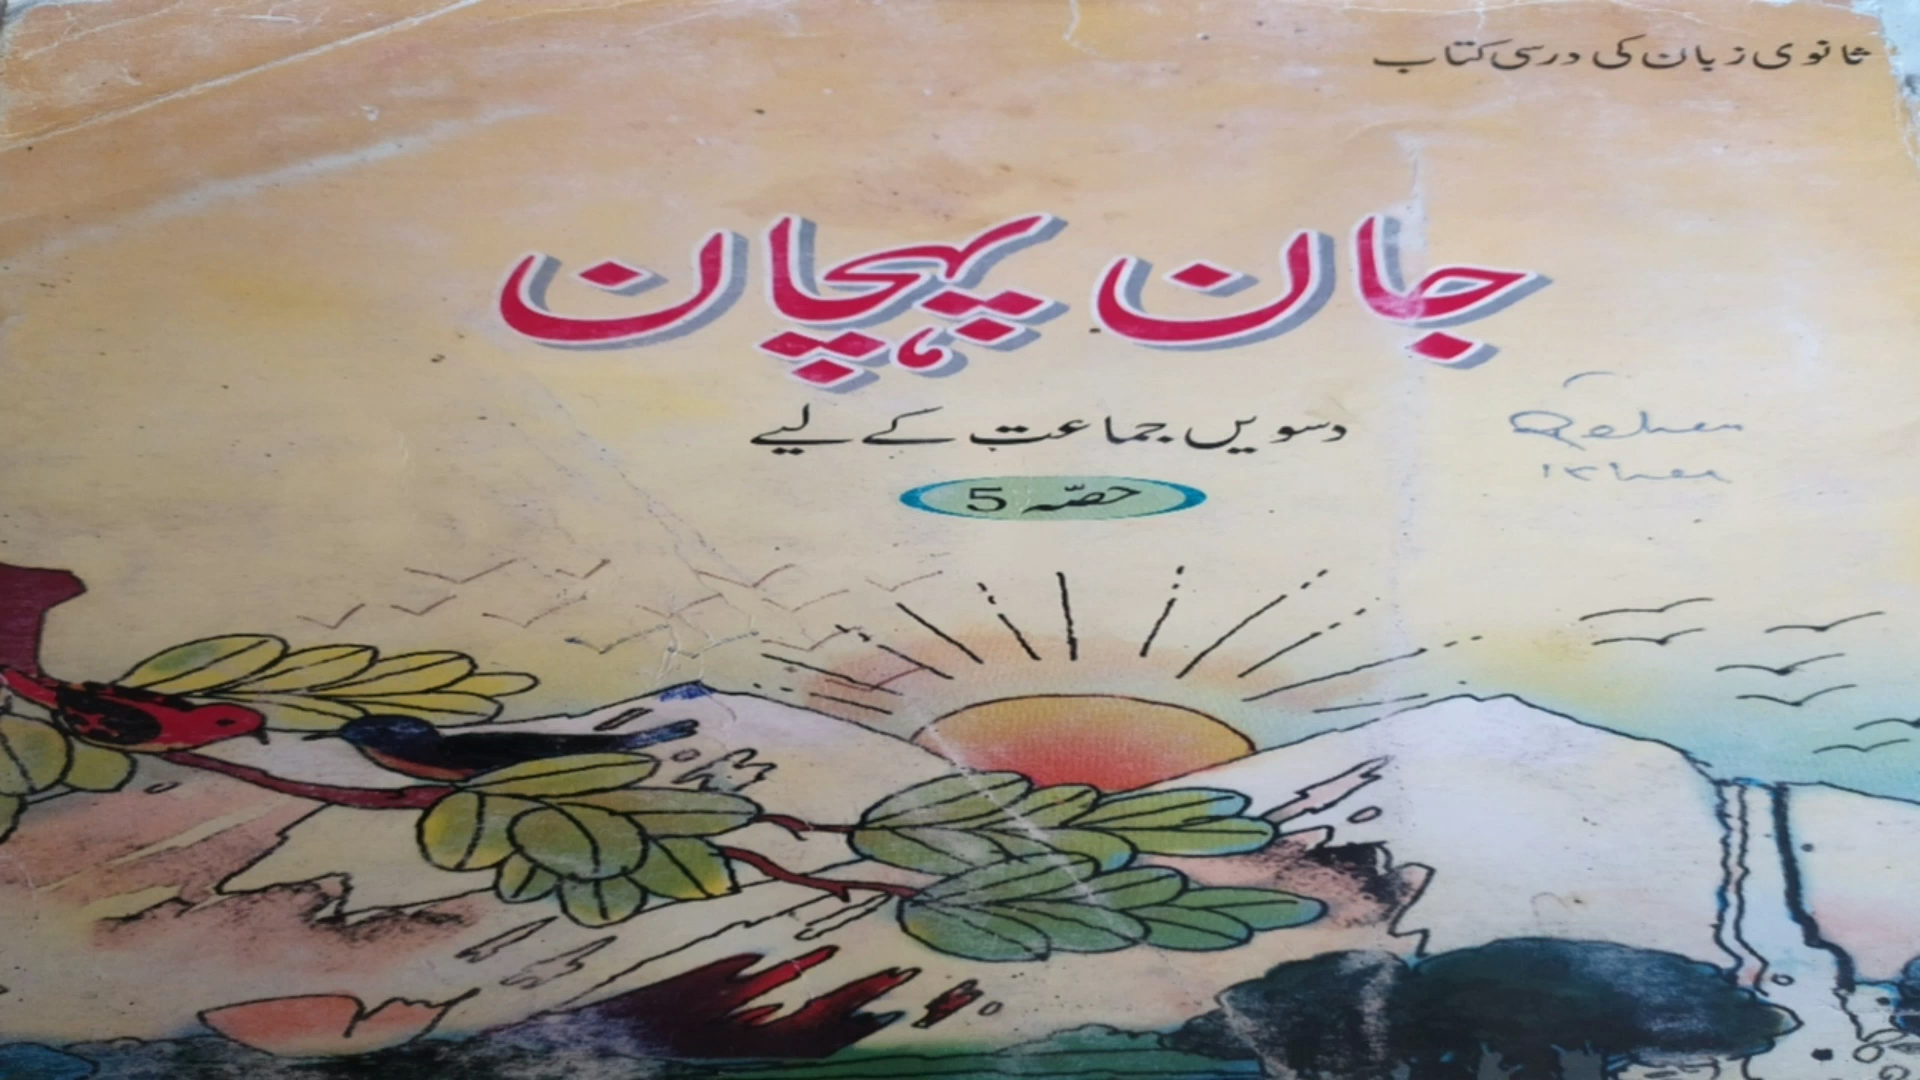 ثانوی زبان کی درسی کتاب
جان پہچان
دسویں جماعت کے لیے
حصّہ 5